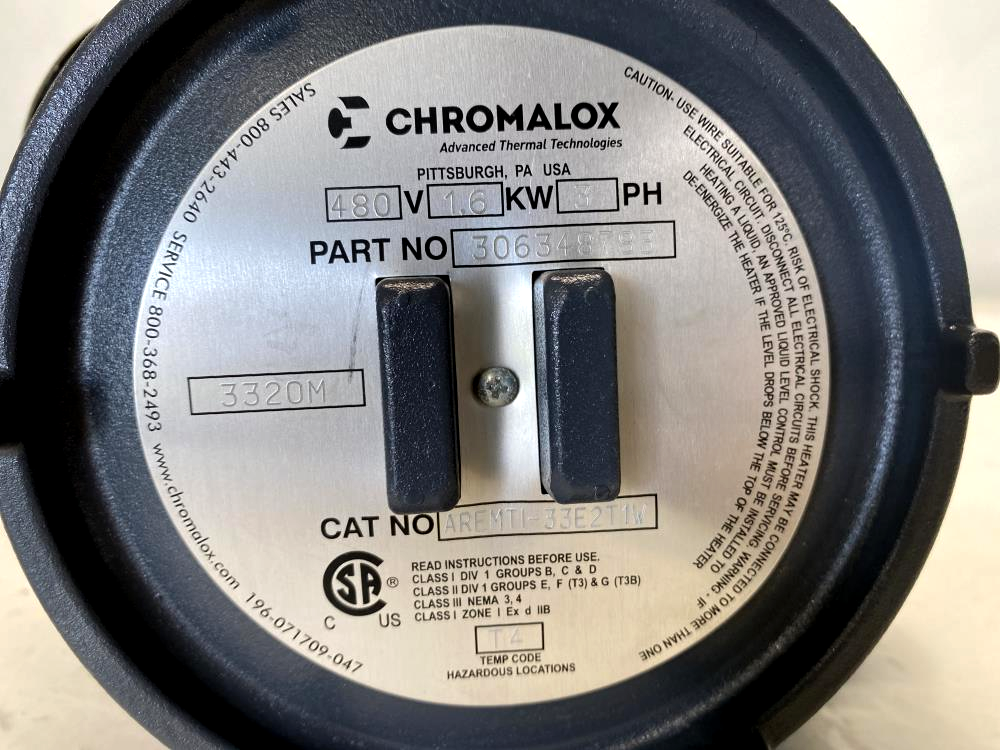 CHROMALOX
Advanced Thermal Technologies
PITTSBURGH, PA USA
480 V 1.6 KW 3 PH
PART NO 306348793
3320M
CAT NO AREMTI-33E2T1W
CSA ®
C US
READ INSTRUCTIONS BEFORE USE.
CLASS I DIV 1 GROUPS B, C & D
CLASS II DIV 1 GROUPS E, F (T3) & G (T3B)
CLASS III NEMA 3, 4
CLASS I ZONE I Ex d IIB
T4
TEMP CODE
HAZARDOUS LOCATIONS
SALES 800-443-2640 SERVICE 800-368-2493 www.chromalox.com 196-071709-047
CAUTION- USE WIRE SUITABLE FOR 125°C, RISK OF ELECTRICAL SHOCK. THIS HEATER MAY BE CONNECTED TO MORE THAN ONE
ELECTRICAL CIRCUIT. DISCONNECT ALL ELECTRICAL CIRCUITS BEFORE SERVICING. WARNING - IF
HEATING A LIQUID, AN APPROVED LIQUID LEVEL CONTROL MUST BE INSTALLED TO
DE-ENERGIZE THE HEATER IF THE LEVEL DROPS BELOW THE TOP OF THE HEATER